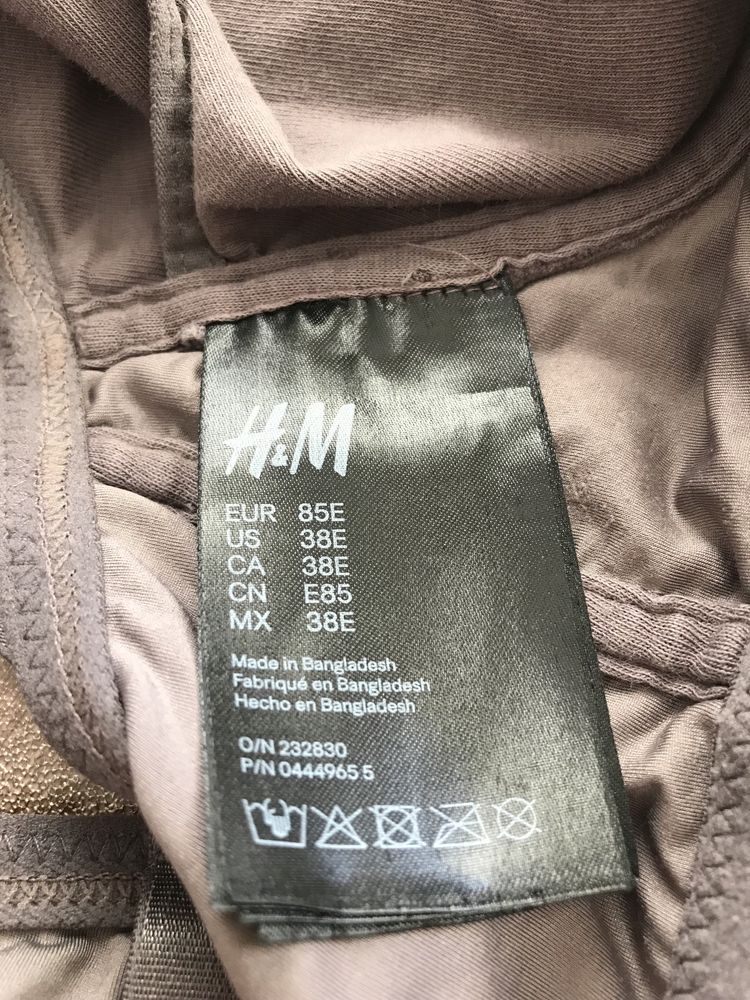 H&M
EUR 85E
US 38E
CA 38E
CN E85
MX 38E
Made in Bangladesh
Fabriqué en Bangladesh
Hecho en Bangladesh
O/N 232830
P/N 0444965 5